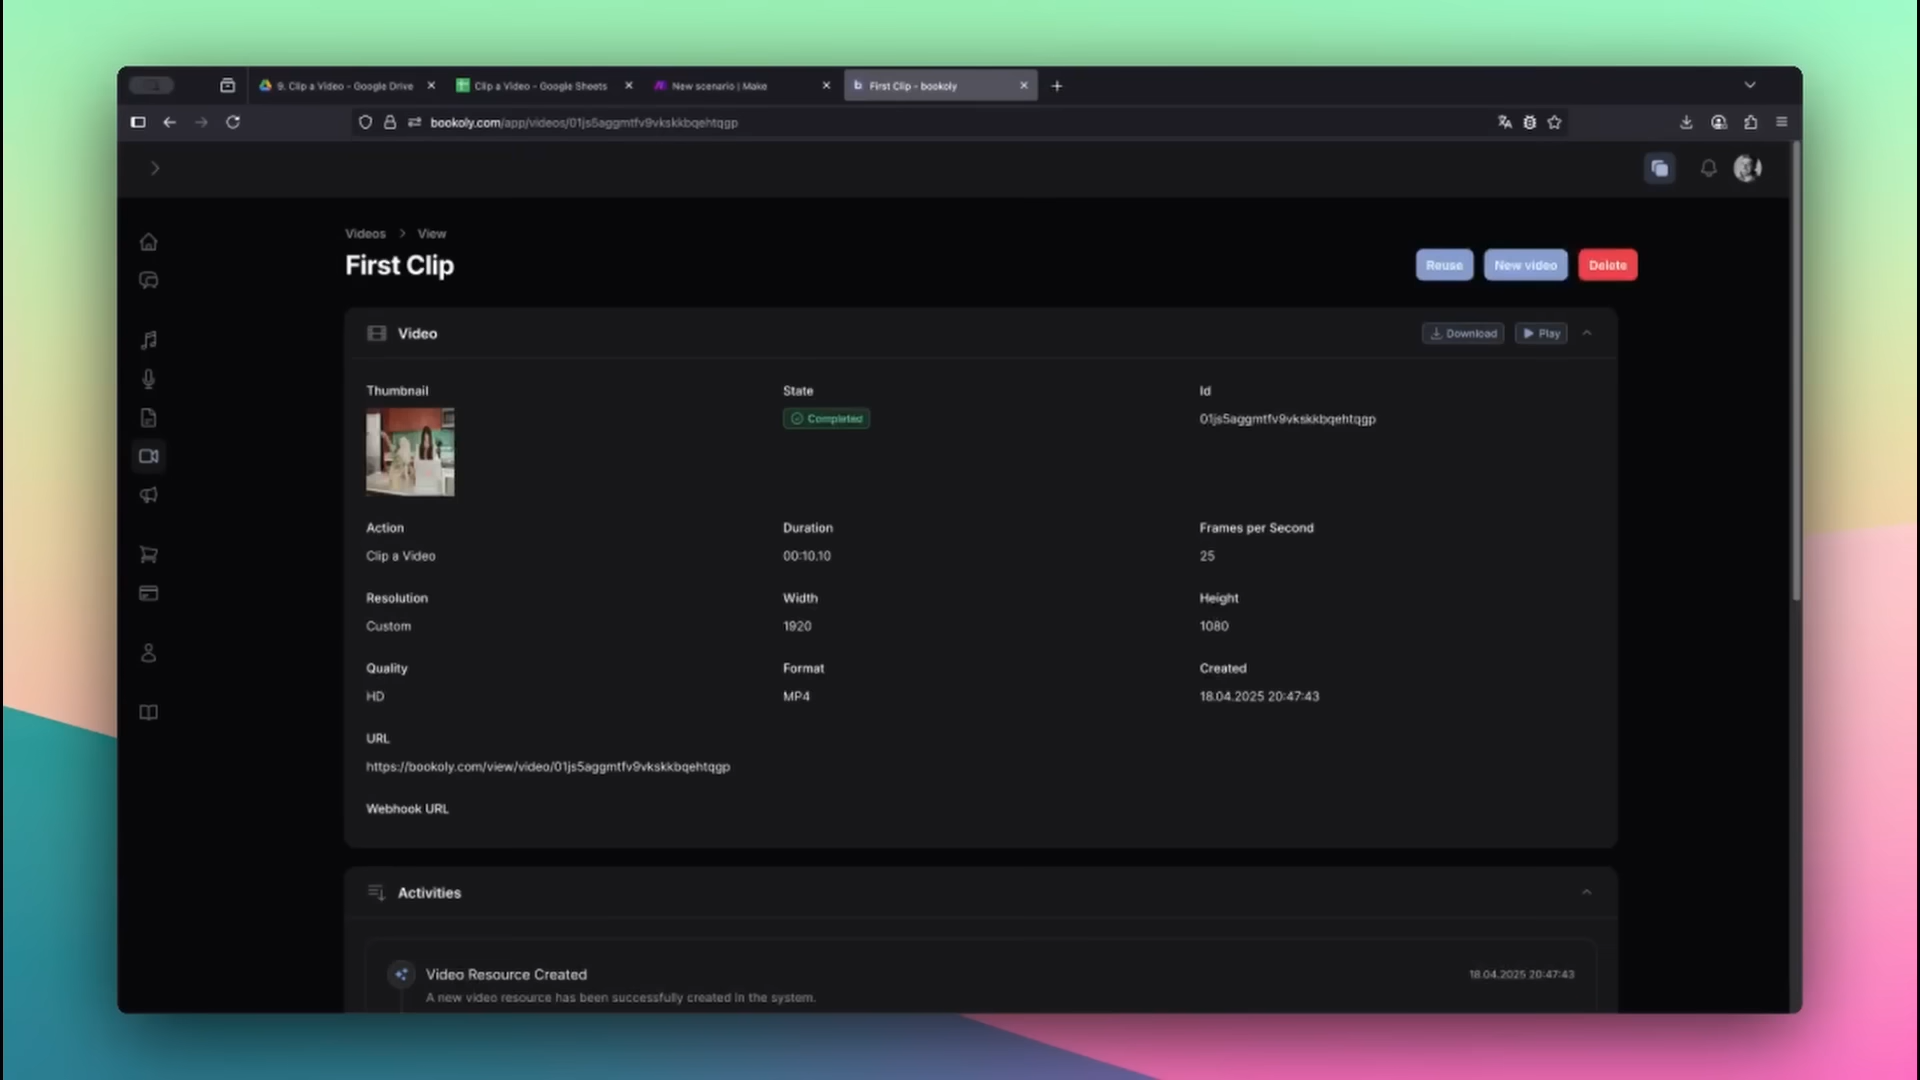 9. Clip a Video - Google Drive
Clip a Video - Google Sheets
New scenario | Make
First Clip - bookoly
bookoly.com/app/videos/01js5aggmtfv9vkskkbqehtqgp
Videos > View
First Clip
Reuse
New video
Delete
Video
Download
Play
Thumbnail
State
Id
Completed
01js5aggmtfv9vkskkbqehtqgp
Action
Duration
Frames per Second
Clip a Video
00:10.10
25
Resolution
Width
Height
Custom
1920
1080
Quality
Format
Created
HD
MP4
18.04.2025 20:47:43
URL
https://bookoly.com/view/video/01js5aggmtfv9vkskkbqehtqgp
Webhook URL
Activities
Video Resource Created
18.04.2025 20:47:43
A new video resource has been successfully created in the system.